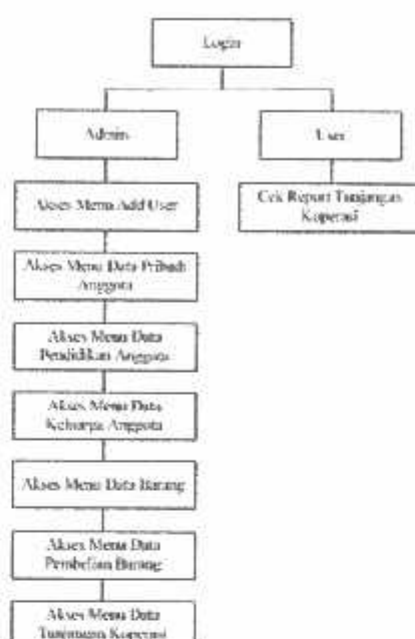 Login
Admin
User
Akses Menu Add User
Cek Report Tunjangan
Koperasi
Akses Menu Data Pribadi
Anggota
Akses Menu Data
Pendidikan Anggota
Akses Menu Data
Keluarga Anggota
Akses Menu Data Barang
Akses Menu Data
Pembelian Barang
Akses Menu Data
Tunjangan Koperasi